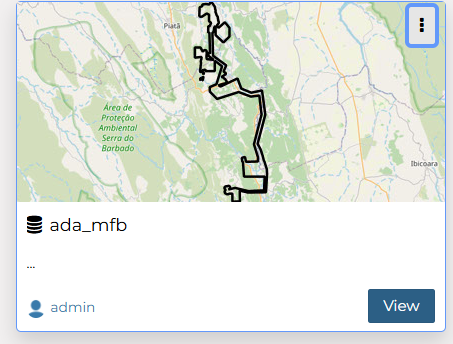 Piatã
Área de
Proteção
Ambiental
Serra do
Barbado
Ibicoara
ada_mfb
...
admin
View